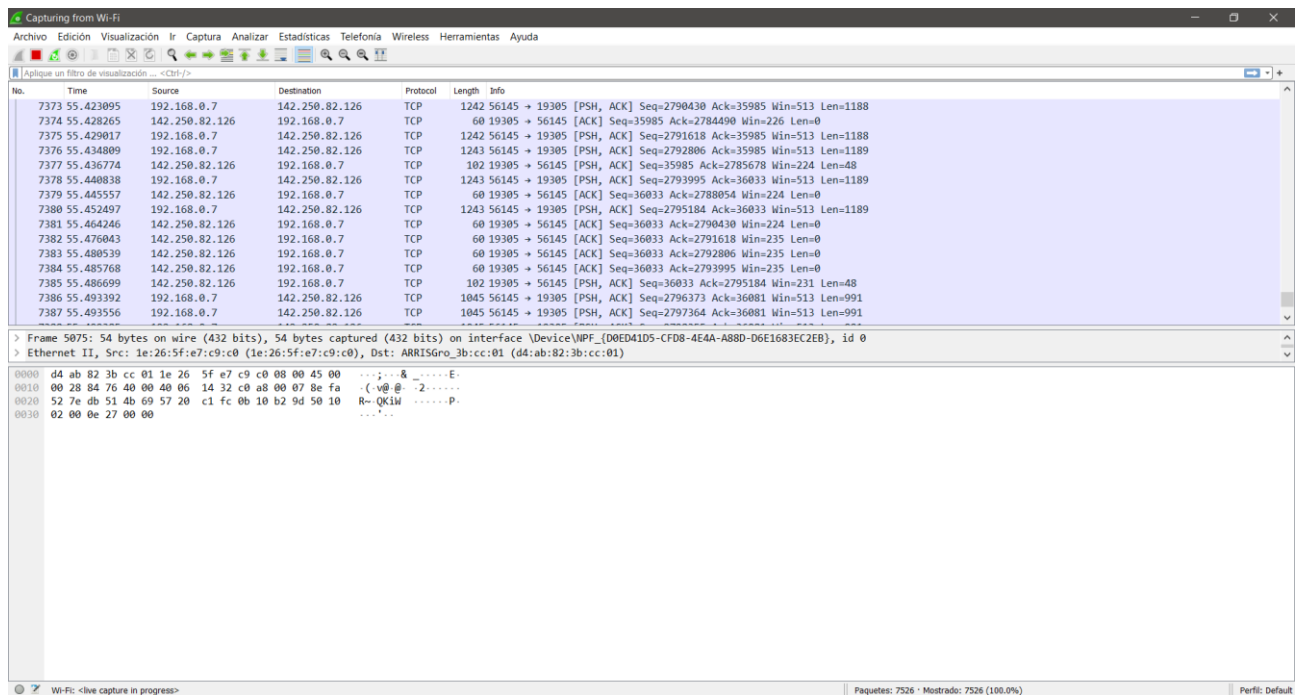 Capturing from Wi-Fi
Archivo Edición Visualización Ir Captura Analizar Estadísticas Telefonía Wireless Herramientas Ayuda
Aplique un filtro de visualización ... <Ctrl-/>
No. Time Source Destination Protocol Length Info
7373 55.423095 192.168.0.7 142.250.82.126 TCP 1242 56145 → 19305 [PSH, ACK] Seq=2790430 Ack=35985 Win=513 Len=1188
7374 55.428265 142.250.82.126 192.168.0.7 TCP 60 19305 → 56145 [ACK] Seq=35985 Ack=2784490 Win=226 Len=0
7375 55.429017 192.168.0.7 142.250.82.126 TCP 1242 56145 → 19305 [PSH, ACK] Seq=2791618 Ack=35985 Win=513 Len=1188
7376 55.434809 192.168.0.7 142.250.82.126 TCP 1243 56145 → 19305 [PSH, ACK] Seq=2792806 Ack=35985 Win=513 Len=1189
7377 55.436774 142.250.82.126 192.168.0.7 TCP 102 19305 → 56145 [PSH, ACK] Seq=35985 Ack=2785678 Win=224 Len=48
7378 55.440838 192.168.0.7 142.250.82.126 TCP 1243 56145 → 19305 [PSH, ACK] Seq=2793995 Ack=36033 Win=513 Len=1189
7379 55.445557 142.250.82.126 192.168.0.7 TCP 60 19305 → 56145 [ACK] Seq=36033 Ack=2788054 Win=224 Len=0
7380 55.452497 192.168.0.7 142.250.82.126 TCP 1243 56145 → 19305 [PSH, ACK] Seq=2795184 Ack=36033 Win=513 Len=1189
7381 55.464246 142.250.82.126 192.168.0.7 TCP 60 19305 → 56145 [ACK] Seq=36033 Ack=2790430 Win=224 Len=0
7382 55.476043 142.250.82.126 192.168.0.7 TCP 60 19305 → 56145 [ACK] Seq=36033 Ack=2791618 Win=235 Len=0
7383 55.480539 142.250.82.126 192.168.0.7 TCP 60 19305 → 56145 [ACK] Seq=36033 Ack=2792806 Win=235 Len=0
7384 55.485768 142.250.82.126 192.168.0.7 TCP 60 19305 → 56145 [ACK] Seq=36033 Ack=2793995 Win=235 Len=0
7385 55.486699 142.250.82.126 192.168.0.7 TCP 102 19305 → 56145 [PSH, ACK] Seq=36033 Ack=2795184 Win=231 Len=48
7386 55.493392 192.168.0.7 142.250.82.126 TCP 1045 56145 → 19305 [PSH, ACK] Seq=2796373 Ack=36081 Win=513 Len=991
7387 55.493556 192.168.0.7 142.250.82.126 TCP 1045 56145 → 19305 [PSH, ACK] Seq=2797364 Ack=36081 Win=513 Len=991
> Frame 5075: 54 bytes on wire (432 bits), 54 bytes captured (432 bits) on interface \Device\NPF_{D0ED41D5-CFD8-4E4A-A88D-D6E1683EC2EB}, id 0
> Ethernet II, Src: 1e:26:5f:e7:c9:c0 (1e:26:5f:e7:c9:c0), Dst: ARRISGro_3b:cc:01 (d4:ab:82:3b:cc:01)
0000 d4 ab 82 3b cc 01 1e 26 5f e7 c9 c0 08 00 45 00 ···;···& _·····E·
0010 00 28 84 76 40 00 40 06 14 32 c0 a8 00 07 8e fa ·(·v@·@· ·2······
0020 52 7e db 51 4b 69 57 20 c1 fc 0b 10 b2 9d 50 10 R~·QKiW ······P·
0030 02 00 0e 27 00 00 ···'··
Wi-Fi: <live capture in progress>
Paquetes: 7526 · Mostrado: 7526 (100.0%)
Perfil: Default